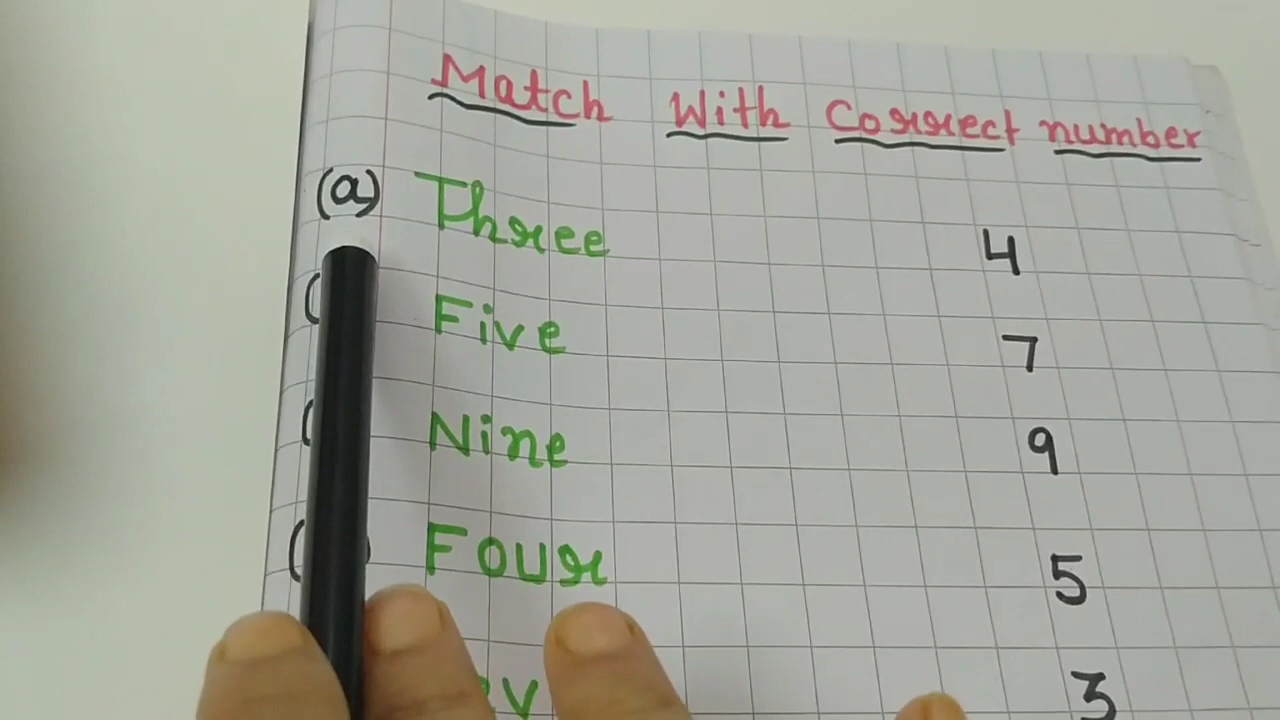 Match With Correct number
(a) Three 4
Five 7
Nine 9
Four 5
3